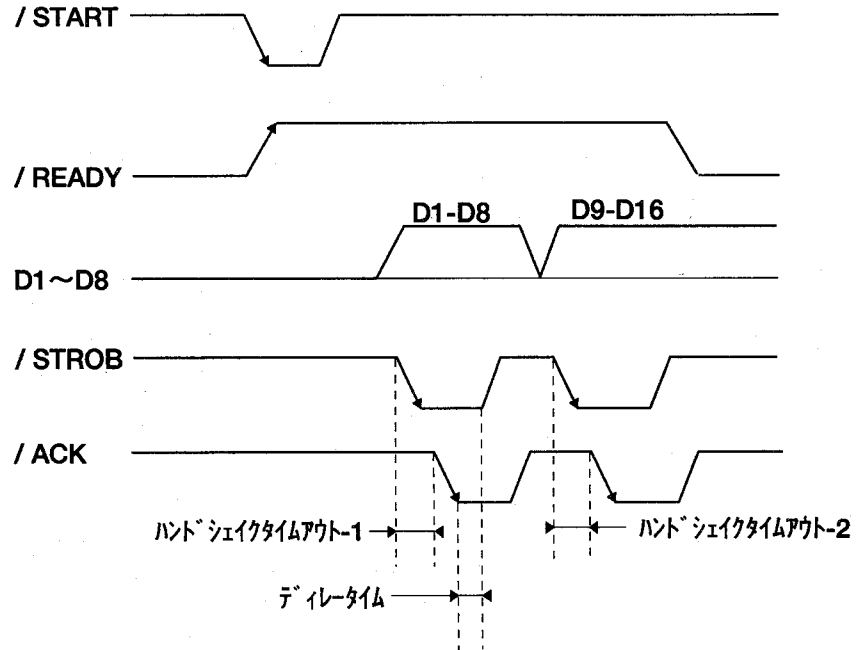 / START
/ READY
D1-D8 D9-D16
D1～D8
/ STROB
/ ACK
ﾊﾝﾄﾞｼｪｲｸﾀｲﾑｱｳﾄ-1 ﾊﾝﾄﾞｼｪｲｸﾀｲﾑｱｳﾄ-2
ﾃﾞｨﾚｰﾀｲﾑ